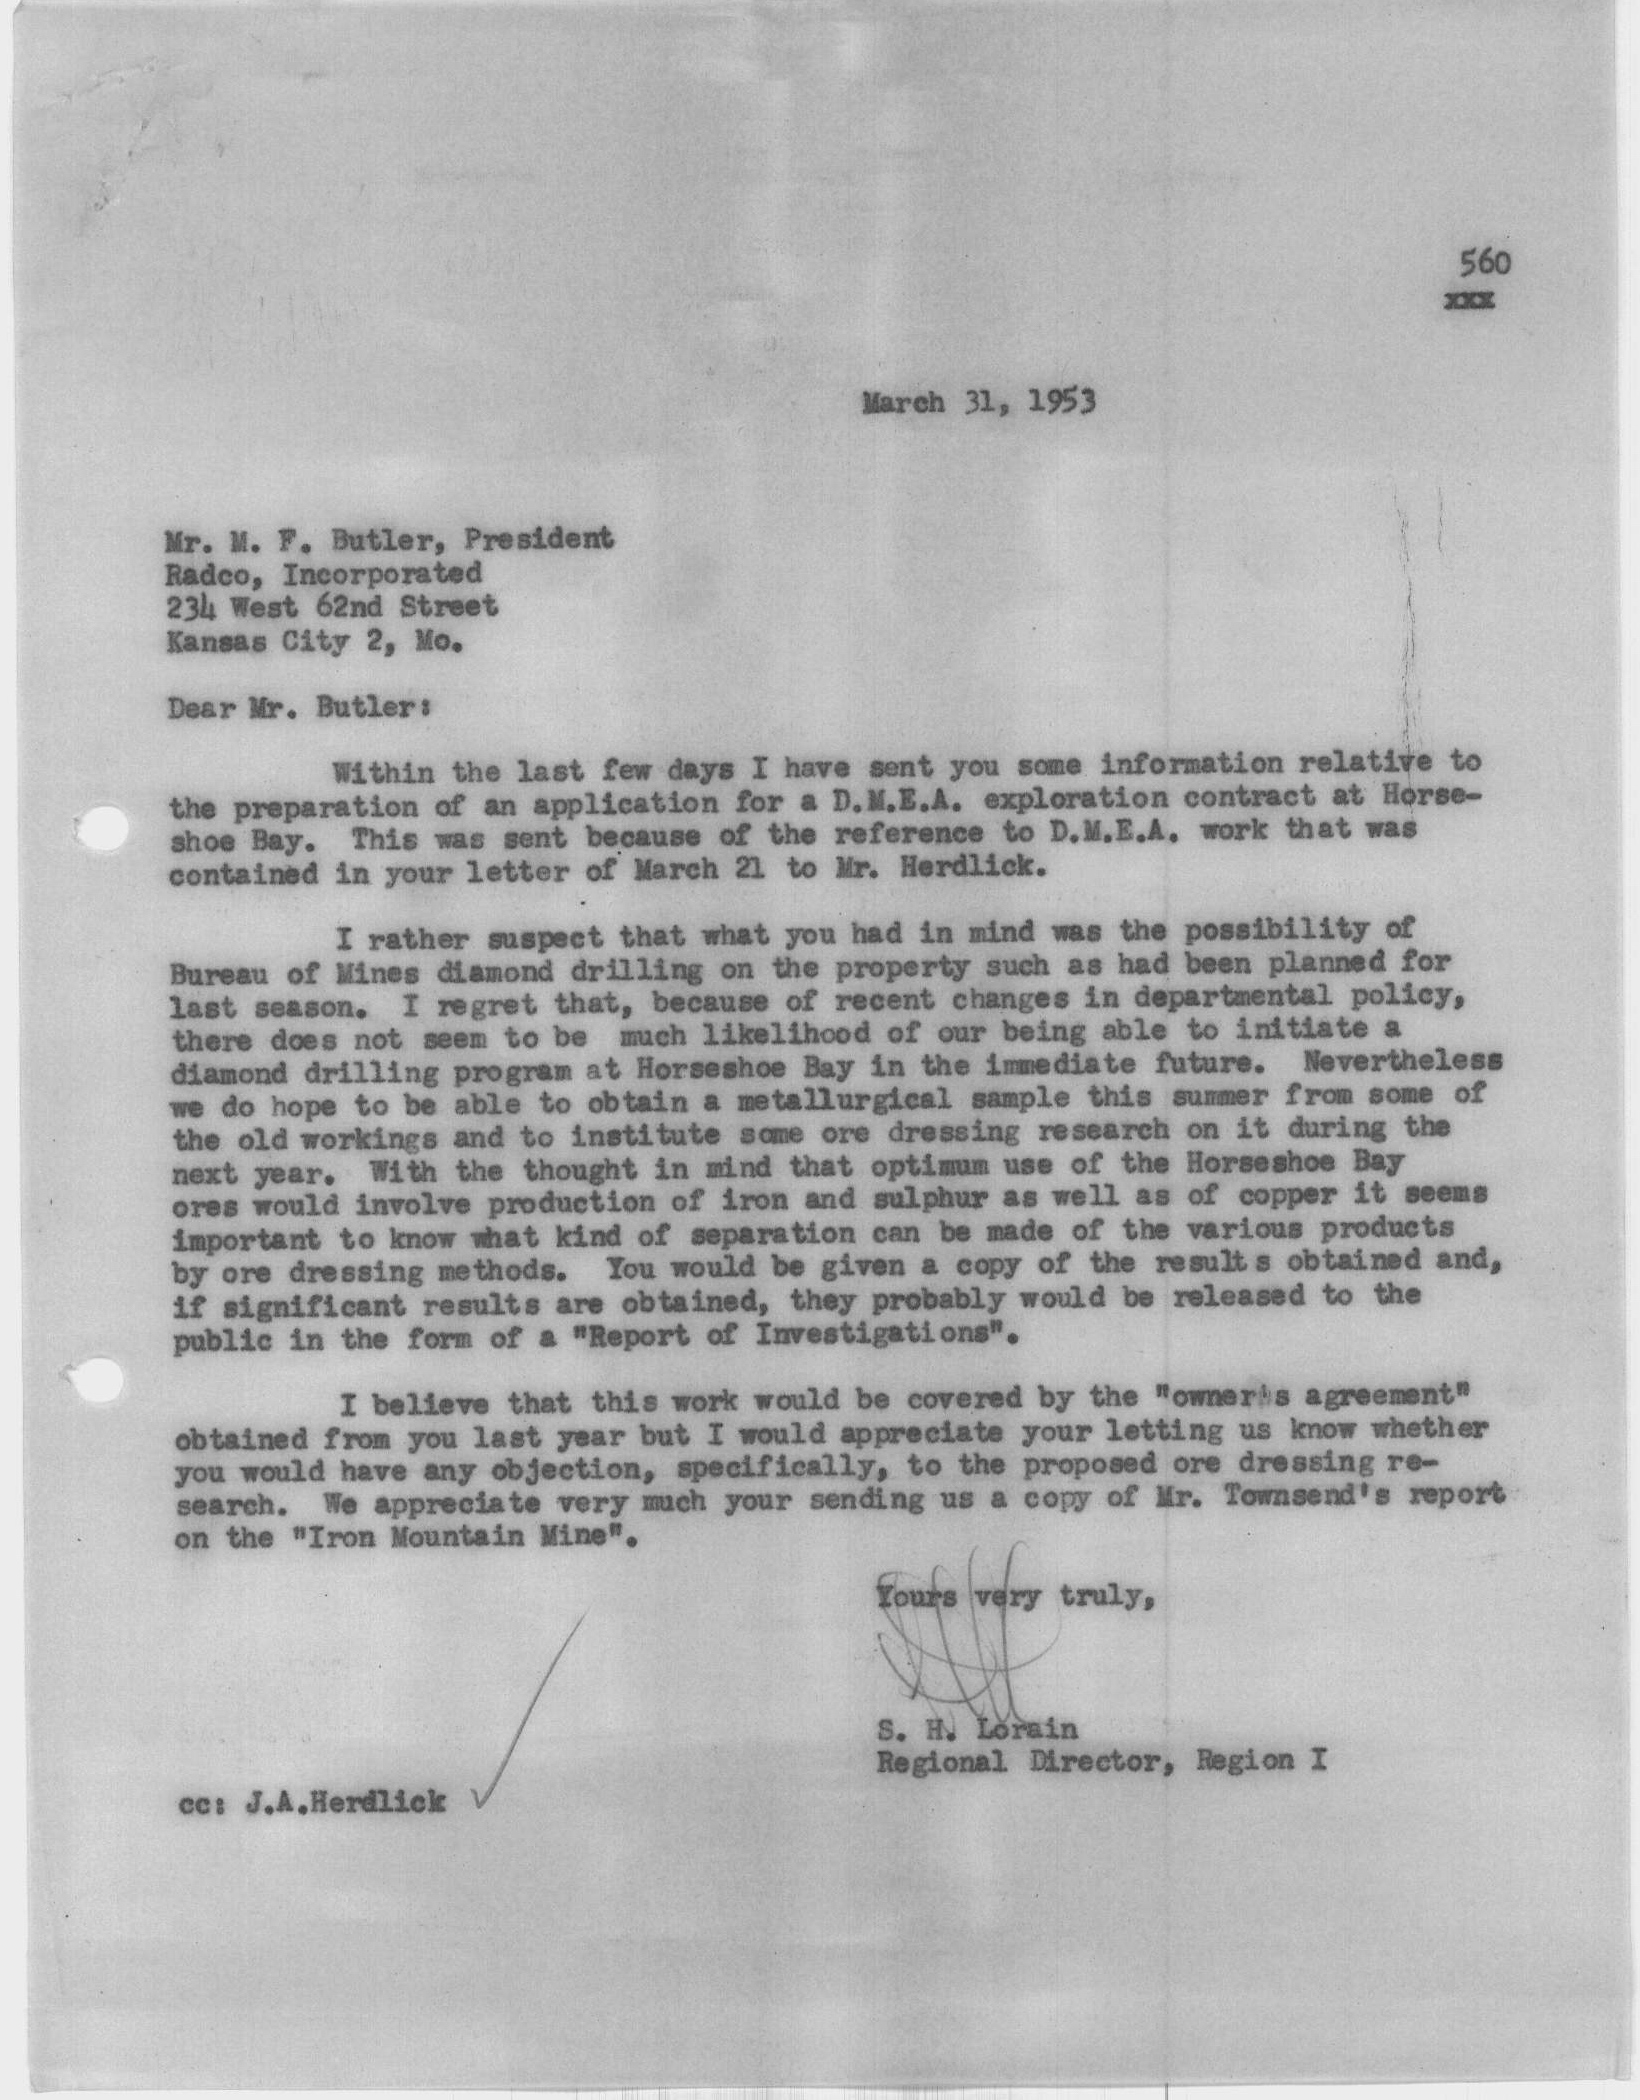 560
xxx
March 31, 1953
Mr. M. F. Butler, President
Radco, Incorporated
234 West 62nd Street
Kansas City 2, Mo.
Dear Mr. Butler:
Within the last few days I have sent you some information relative to
the preparation of an application for a D.M.E.A. exploration contract at Horse-
shoe Bay. This was sent because of the reference to D.M.E.A. work that was
contained in your letter of March 21 to Mr. Herdlick.
I rather suspect that what you had in mind was the possibility of
Bureau of Mines diamond drilling on the property such as had been planned for
last season. I regret that, because of recent changes in departmental policy,
there does not seem to be much likelihood of our being able to initiate a
diamond drilling program at Horseshoe Bay in the immediate future. Nevertheless
we do hope to be able to obtain a metallurgical sample this summer from some of
the old workings and to institute some ore dressing research on it during the
next year. With the thought in mind that optimum use of the Horseshoe Bay
ores would involve production of iron and sulphur as well as of copper it seems
important to know what kind of separation can be made of the various products
by ore dressing methods. You would be given a copy of the results obtained and,
if significant results are obtained, they probably would be released to the
public in the form of a "Report of Investigations".
I believe that this work would be covered by the "owner's agreement"
obtained from you last year but I would appreciate your letting us know whether
you would have any objection, specifically, to the proposed ore dressing re-
search. We appreciate very much your sending us a copy of Mr. Townsend's report
on the "Iron Mountain Mine".
Yours very truly,
S. H. Lorain
Regional Director, Region I
cc: J.A.Herdlick